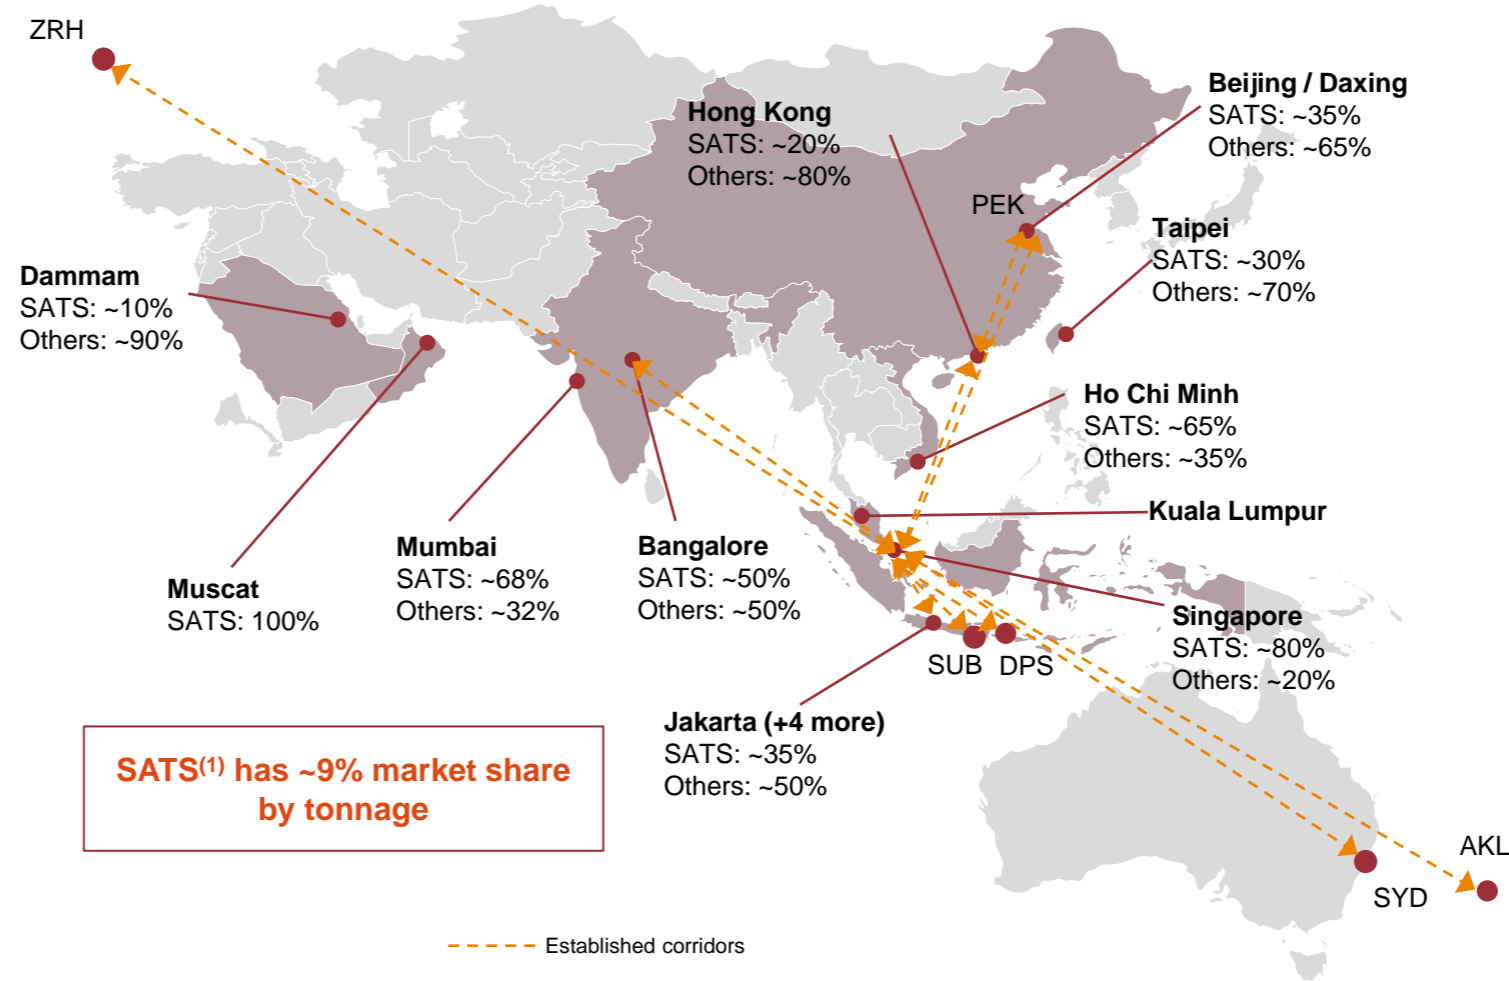 ZRH
Beijing / Daxing
SATS: ~35%
Others: ~65%
Hong Kong
SATS: ~20%
Others: ~80%
PEK
Taipei
SATS: ~30%
Others: ~70%
Dammam
SATS: ~10%
Others: ~90%
Ho Chi Minh
SATS: ~65%
Others: ~35%
Kuala Lumpur
Mumbai
SATS: ~68%
Others: ~32%
Bangalore
SATS: ~50%
Others: ~50%
Muscat
SATS: 100%
Singapore
SATS: ~80%
Others: ~20%
SUB
DPS
Jakarta (+4 more)
SATS: ~35%
Others: ~50%
SATS(1) has ~9% market share
by tonnage
AKL
SYD
Established corridors